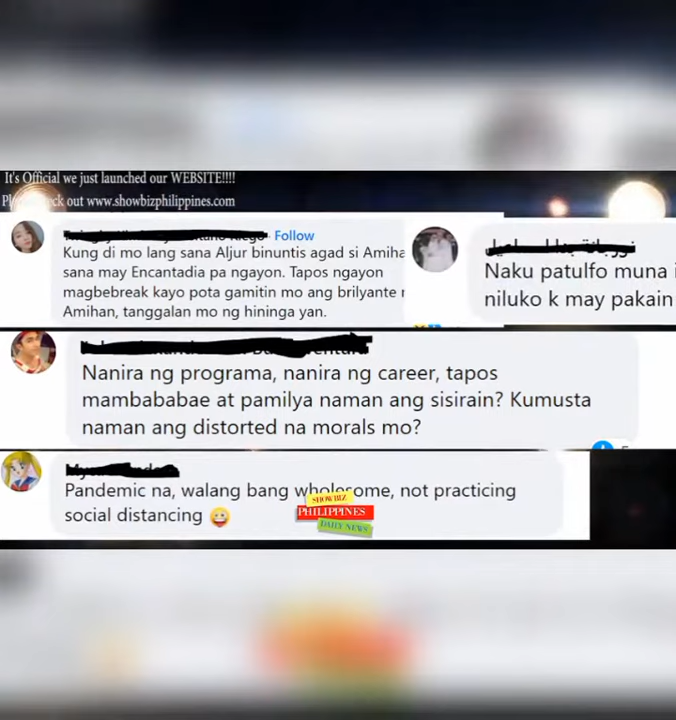 It's Official we just launched our WEBSITE!!!!
out www.showbizphilippines.com
Follow
Kung di mo lang sana Aljur binuntis agad si Amiha
sana may Encantadia pa ngayon. Tapos ngayon
magbebreak kayo pota gamitin mo ang brilyante
Amihan, tanggalan mo ng hininga yan.
Naku patulfo muna
niluko k may pakain
Nanira ng programa, nanira ng career, tapos
mambababae at pamilya naman ang sisirain? Kumusta
naman ang distorted na morals mo?
Pandemic na, walang bang wholesome, not practicing
social distancing
SHOWBIZ
PHILIPPINES
DAILY NEWS